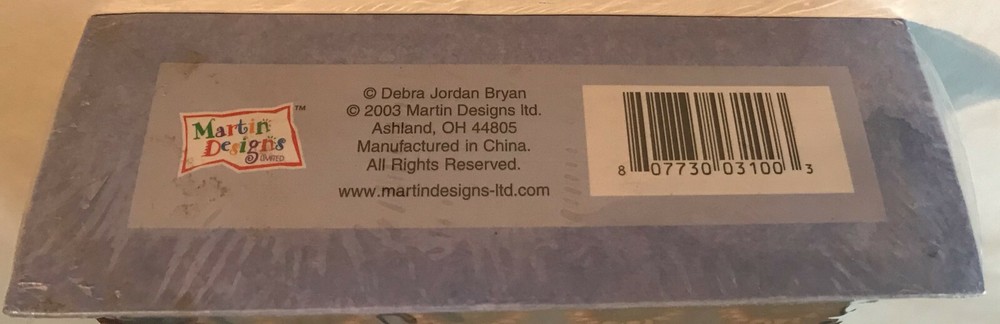 Martin
Designs
LIMITED
™
© Debra Jordan Bryan
© 2003 Martin Designs ltd.
Ashland, OH 44805
Manufactured in China.
All Rights Reserved.
www.martindesigns-ltd.com
8 07730 03100 3